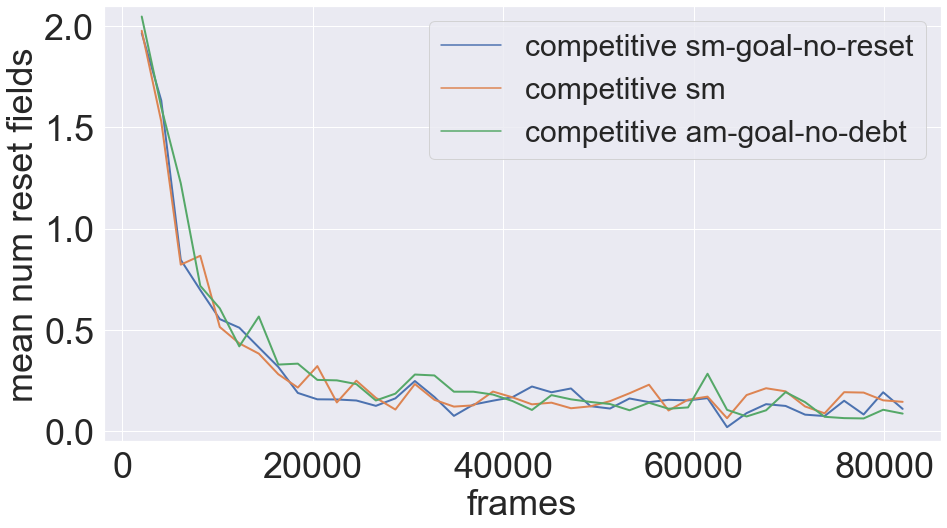 competitive sm-goal-no-reset
competitive sm
competitive am-goal-no-debt
mean num reset fields
2.0
1.5
1.0
0.5
0.0
0 20000 40000 60000 80000
frames